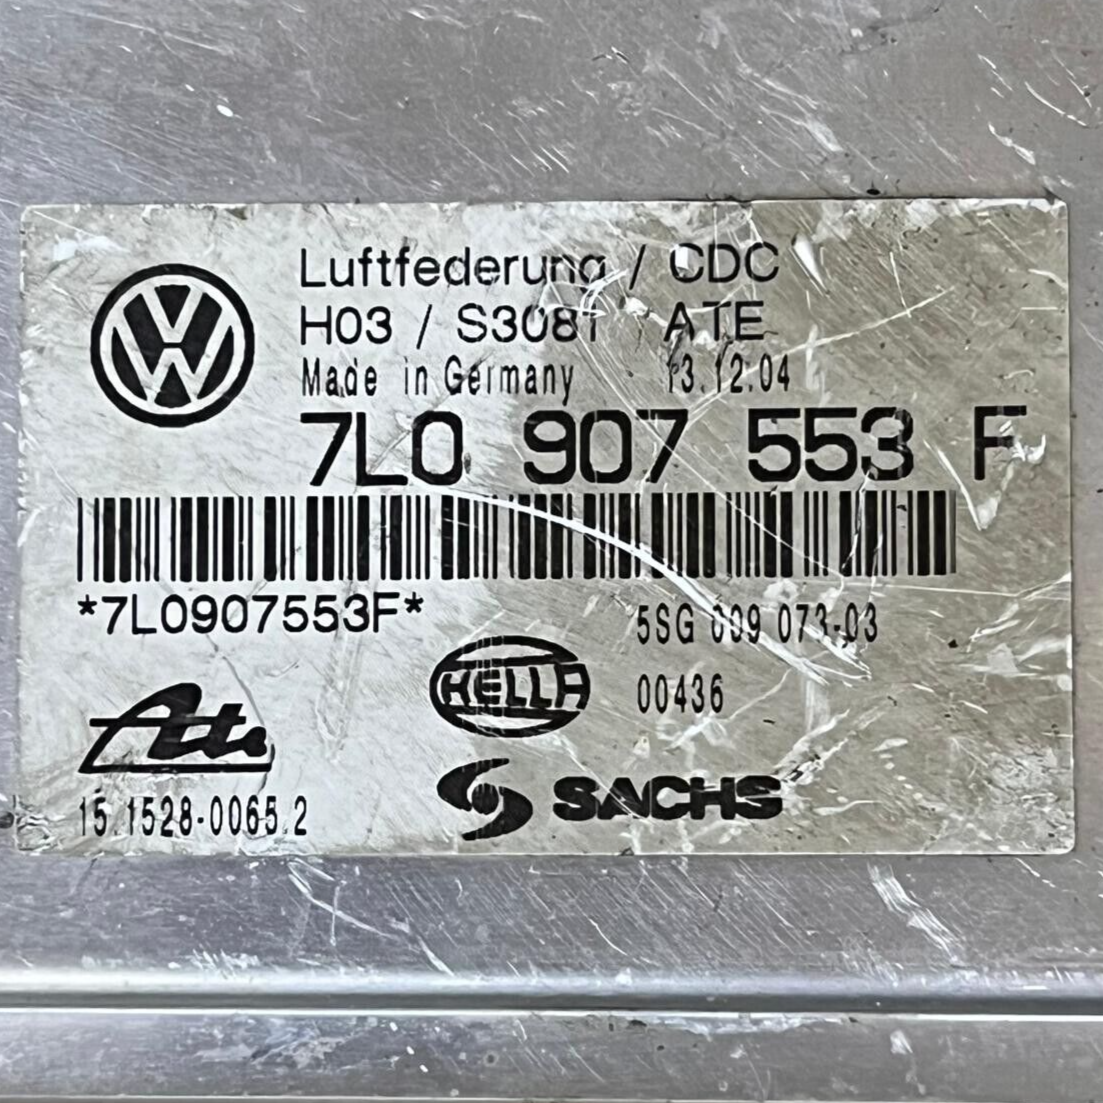 Luftfederung / CDC
H03 / S3081 ATE
Made in Germany 13.12.04
7L0 907 553 F
*7L0907553F*
5SG 009 073-03
HELLA
00436
Ate
SACHS
15.1528-0065.2